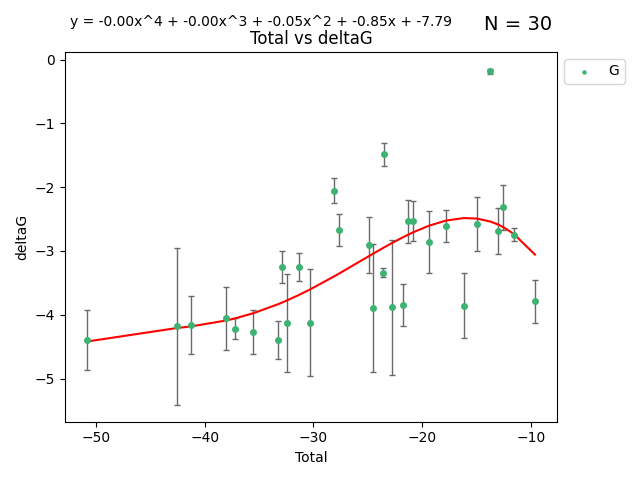 y = -0.00x^4 + -0.00x^3 + -0.05x^2 + -0.85x + -7.79
N = 30
Total vs deltaG
G
deltaG
0
−1
−2
−3
−4
−5
−50 −40 −30 −20 −10
Total